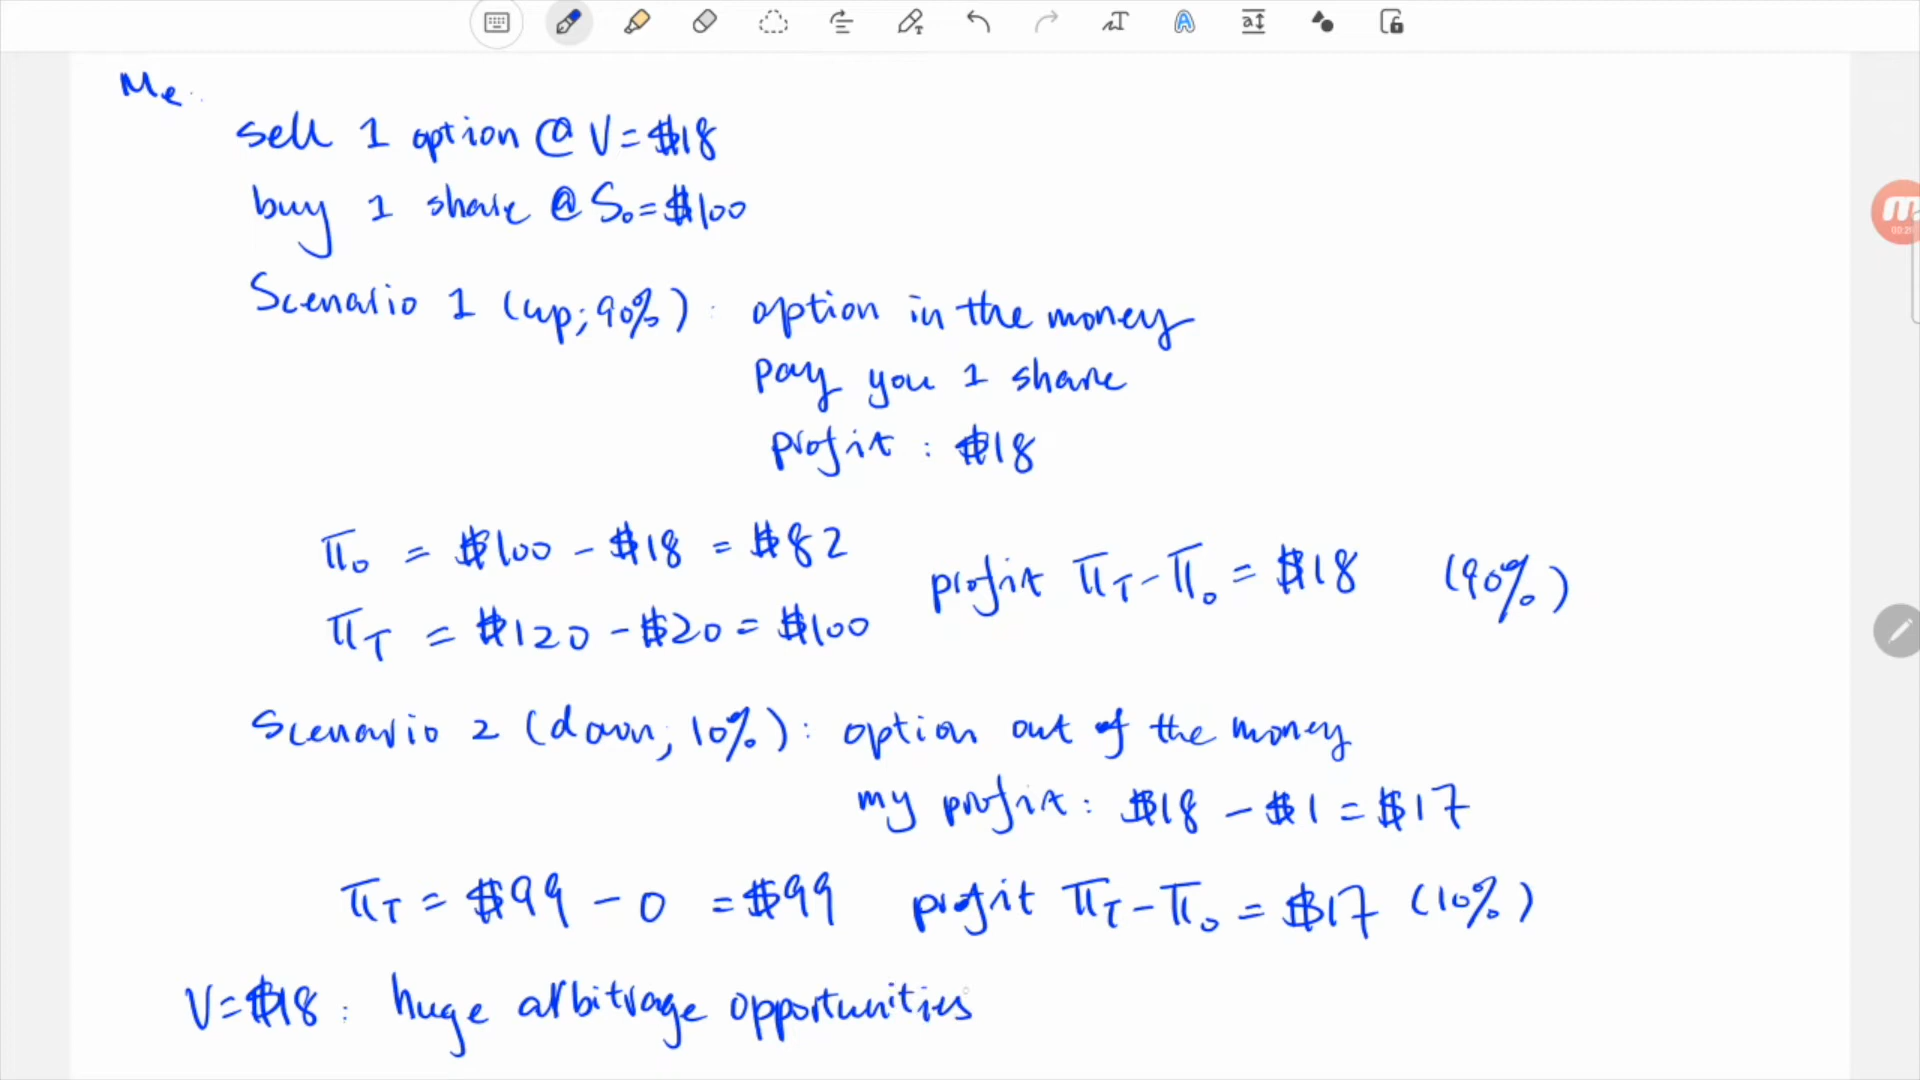 Me:
sell 1 option @ V = $18
buy 1 share @ S₀ = $100
Scenario 1 (up; 90%): option in the money
pay you 1 share
profit: $18
π₀ = $100 - $18 = $82
profit π_T - π₀ = $18 (90%)
π_T = $120 - $20 = $100
Scenario 2 (down; 10%): option out of the money
my profit: $18 - $1 = $17
π_T = $99 - 0 = $99 profit π_T - π₀ = $17 (10%)
V = $18: huge arbitrage opportunities